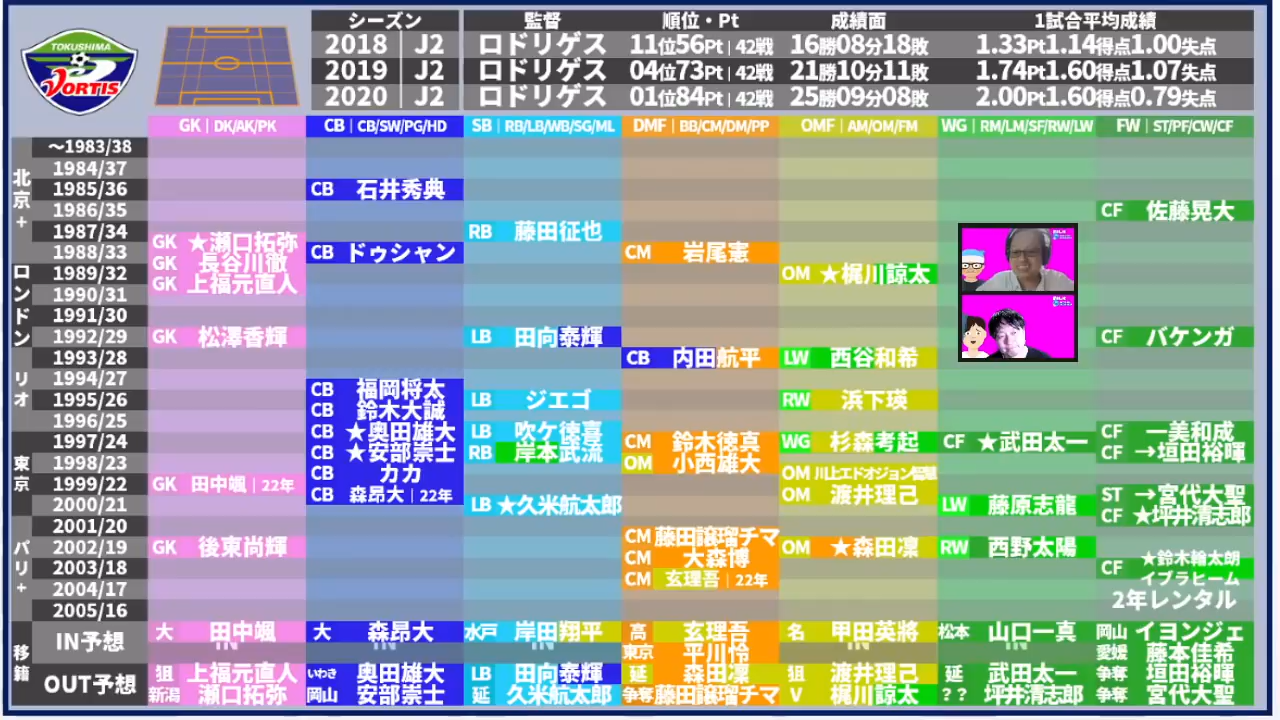 TOKUSHIMA
VORTIS
シーズン 監督 順位・Pt 成績面 1試合平均成績
2018 | J2 ロドリゲス 11位56Pt | 42戦 16勝08分18敗 1.33Pt1.14得点1.00失点
2019 | J2 ロドリゲス 04位73Pt | 42戦 21勝10分11敗 1.74Pt1.60得点1.07失点
2020 | J2 ロドリゲス 01位84Pt | 42戦 25勝09分08敗 2.00Pt1.60得点0.79失点
GK | DK/AK/PK CB | CB/SW/PG/HD SB | RB/LB/WB/SG/ML DMF | BB/CM/DM/PP OMF | AM/OM/FM WG | RM/LM/SF/RW/LW FW | ST/PF/CW/CF
北京+
～1983/38
1984/37
1985/36 CB 石井秀典
1986/35 CF 佐藤晃大
1987/34 RB 藤田征也
GK ★瀬口拓弥
1988/33 CB ドゥシャン CM 岩尾憲
GK 長谷川徹
ロンドン
1989/32 OM ★梶川諒太
GK 上福元直人
1990/31
1991/30
1992/29 GK 松澤香輝 LB 田向泰輝 CF バケンガ
1993/28 CB 内田航平 LW 西谷和希
リオ
1994/27
CB 福岡将太
1995/26 LB ジエゴ RW 浜下瑛
CB 鈴木大誠
1996/25
CB ★奥田雄大 LB 吹ケ徳喜 CF 一美和成
東京
1997/24 CM 鈴木徳真 WG 杉森考起 CF ★武田太一
CB ★安部崇士 RB 岸本武流 CF →垣田裕暉
1998/23 OM 小西雄大
CB カカ OM 川上エドオジョン智慧
1999/22 GK 田中颯 | 22年
CB 森昂大 | 22年 OM 渡井理己 ST →宮代大聖
2000/21 LB ★久米航太郎 LW 藤原志龍
CF ★坪井清志郎
パリ+
2001/20
CM 藤田譲瑠チマ
2002/19 GK 後東尚輝 OM ★森田凜 RW 西野太陽
CM 大森博 ★鈴木輪太朗
2003/18 CF
CM 玄理吾 | 22年 イブラヒーム
2004/17
2年レンタル
2005/16
移籍
IN予想 大 田中颯 大 森昂大 水戸 岸田翔平 高 玄理吾 名 甲田英將 松本 山口一真 岡山 イヨンジェ
東京 平川怜 愛媛 藤本佳希
OUT予想 狙 上福元直人 いわき 奥田雄大 LB 田向泰輝 延 森田凜 狙 渡井理己 延 武田太一 争奪 垣田裕暉
新潟 瀬口拓弥 岡山 安部崇士 延 久米航太郎 争奪 藤田譲瑠チマ V 梶川諒太 ?? 坪井清志郎 争奪 宮代大聖